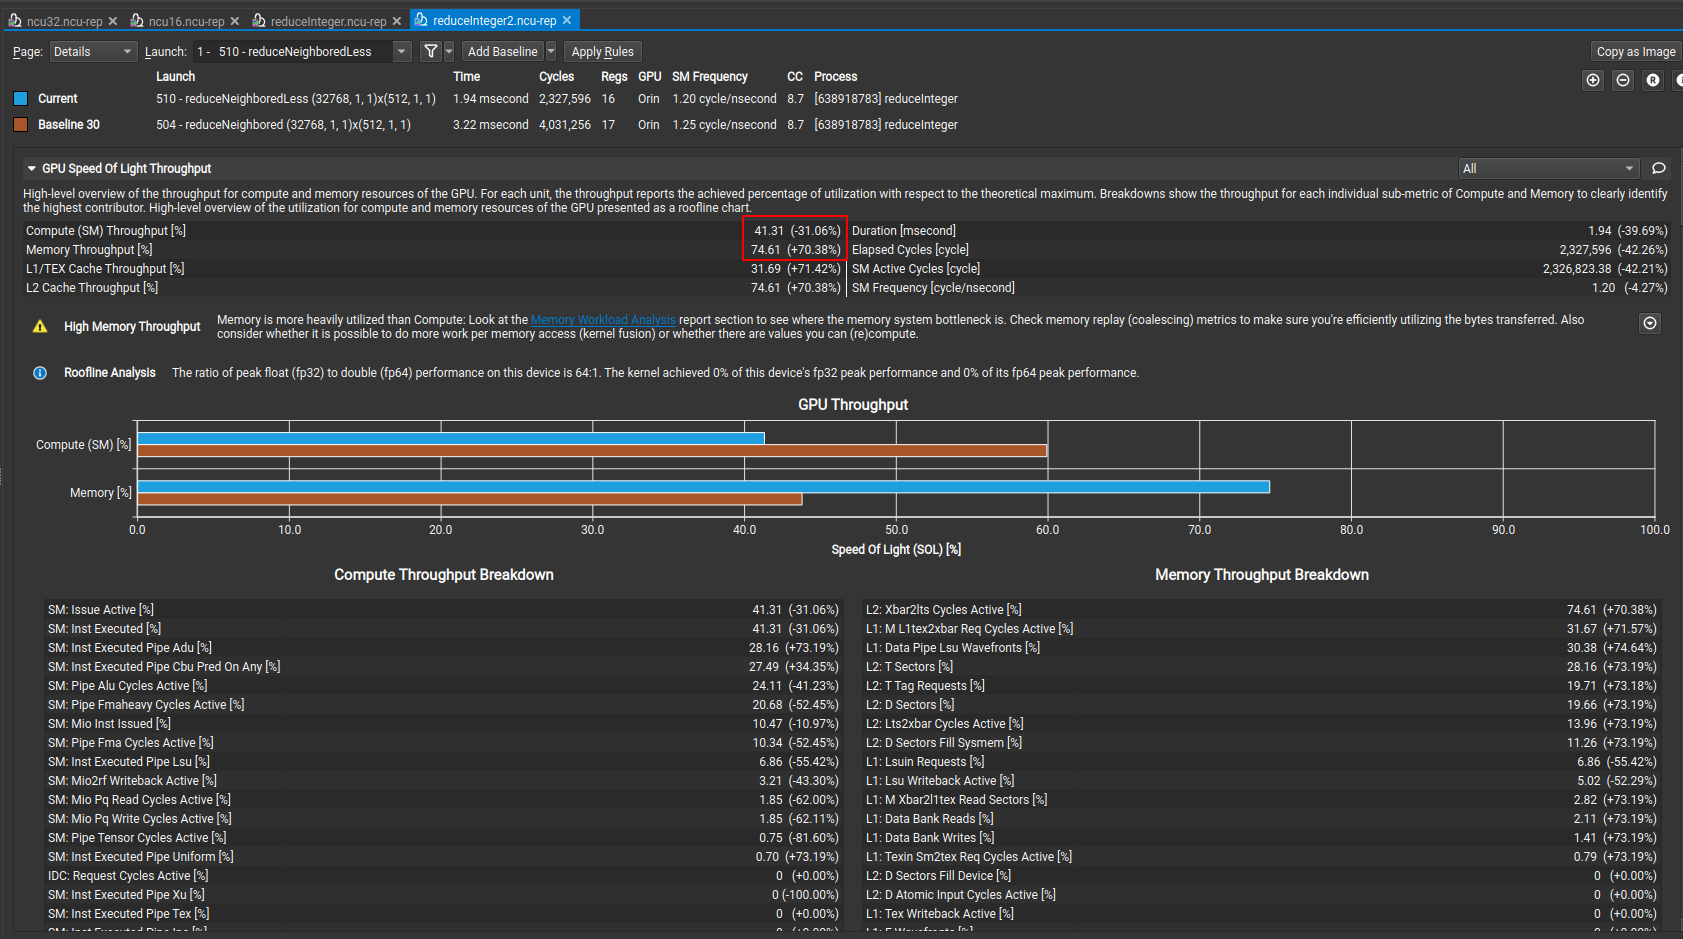 ncu32.ncu-rep ncu16.ncu-rep reduceInteger.ncu-rep reduceInteger2.ncu-rep
Page: Details Launch: 1 - 510 - reduceNeighboredLess Add Baseline Apply Rules Copy as Image
Launch Time Cycles Regs GPU SM Frequency CC Process
Current 510 - reduceNeighboredLess (32768, 1, 1)x(512, 1, 1) 1.94 msecond 2,327,596 16 Orin 1.20 cycle/nsecond 8.7 [638918783] reduceInteger
Baseline 30 504 - reduceNeighbored (32768, 1, 1)x(512, 1, 1) 3.22 msecond 4,031,256 17 Orin 1.25 cycle/nsecond 8.7 [638918783] reduceInteger
GPU Speed Of Light Throughput All
High-level overview of the throughput for compute and memory resources of the GPU. For each unit, the throughput reports the achieved percentage of utilization with respect to the theoretical maximum. Breakdowns show the throughput for each individual sub-metric of Compute and Memory to clearly identify
the highest contributor. High-level overview of the utilization for compute and memory resources of the GPU presented as a roofline chart.
Compute (SM) Throughput [%] 41.31 (-31.06%) Duration [msecond] 1.94 (-39.69%)
Memory Throughput [%] 74.61 (+70.38%) Elapsed Cycles [cycle] 2,327,596 (-42.26%)
L1/TEX Cache Throughput [%] 31.69 (+71.42%) SM Active Cycles [cycle] 2,326,823.38 (-42.21%)
L2 Cache Throughput [%] 74.61 (+70.38%) SM Frequency [cycle/nsecond] 1.20 (-4.27%)
High Memory Throughput Memory is more heavily utilized than Compute: Look at the Memory Workload Analysis report section to see where the memory system bottleneck is. Check memory replay (coalescing) metrics to make sure you're efficiently utilizing the bytes transferred. Also
consider whether it is possible to do more work per memory access (kernel fusion) or whether there are values you can (re)compute.
Roofline Analysis The ratio of peak float (fp32) to double (fp64) performance on this device is 64:1. The kernel achieved 0% of this device's fp32 peak performance and 0% of its fp64 peak performance.
GPU Throughput
Compute (SM) [%]
Memory [%]
0.0 10.0 20.0 30.0 40.0 50.0 60.0 70.0 80.0 90.0 100.0
Speed Of Light (SOL) [%]
Compute Throughput Breakdown Memory Throughput Breakdown
SM: Issue Active [%] 41.31 (-31.06%) L2: Xbar2lts Cycles Active [%] 74.61 (+70.38%)
SM: Inst Executed [%] 41.31 (-31.06%) L1: M L1tex2xbar Req Cycles Active [%] 31.67 (+71.57%)
SM: Inst Executed Pipe Adu [%] 28.16 (+73.19%) L1: Data Pipe Lsu Wavefronts [%] 30.38 (+74.64%)
SM: Inst Executed Pipe Cbu Pred On Any [%] 27.49 (+34.35%) L2: T Sectors [%] 28.16 (+73.19%)
SM: Pipe Alu Cycles Active [%] 24.11 (-41.23%) L2: T Tag Requests [%] 19.71 (+73.18%)
SM: Pipe Fmaheavy Cycles Active [%] 20.68 (-52.45%) L2: D Sectors [%] 19.66 (+73.19%)
SM: Mio Inst Issued [%] 10.47 (-10.97%) L2: Lts2xbar Cycles Active [%] 13.96 (+73.19%)
SM: Pipe Fma Cycles Active [%] 10.34 (-52.45%) L2: D Sectors Fill Sysmem [%] 11.26 (+73.19%)
SM: Inst Executed Pipe Lsu [%] 6.86 (-55.42%) L1: Lsuin Requests [%] 6.86 (-55.42%)
SM: Mio2rf Writeback Active [%] 3.21 (-43.30%) L1: Lsu Writeback Active [%] 5.02 (-52.29%)
SM: Mio Pq Read Cycles Active [%] 1.85 (-62.00%) L1: M Xbar2l1tex Read Sectors [%] 2.82 (+73.19%)
SM: Mio Pq Write Cycles Active [%] 1.85 (-62.11%) L1: Data Bank Reads [%] 2.11 (+73.19%)
SM: Pipe Tensor Cycles Active [%] 0.75 (-81.60%) L1: Data Bank Writes [%] 1.41 (+73.19%)
SM: Inst Executed Pipe Uniform [%] 0.70 (+73.19%) L1: Texin Sm2tex Req Cycles Active [%] 0.79 (+73.19%)
IDC: Request Cycles Active [%] 0 (+0.00%) L2: D Sectors Fill Device [%] 0 (+0.00%)
SM: Inst Executed Pipe Xu [%] 0 (-100.00%) L2: D Atomic Input Cycles Active [%] 0 (+0.00%)
SM: Inst Executed Pipe Tex [%] 0 (+0.00%) L1: Tex Writeback Active [%] 0 (+0.00%)